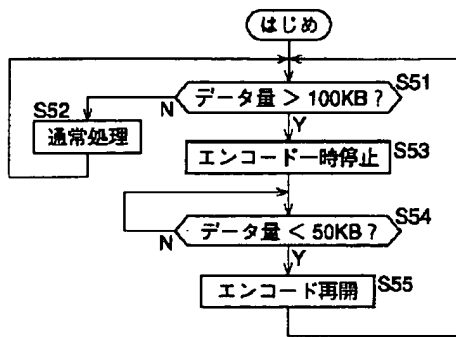 はじめ
データ量 > 100KB ?
S51
N
Y
S52
通常処理
エンコード一時停止
S53
データ量 < 50KB ?
S54
N
Y
エンコード再開
S55